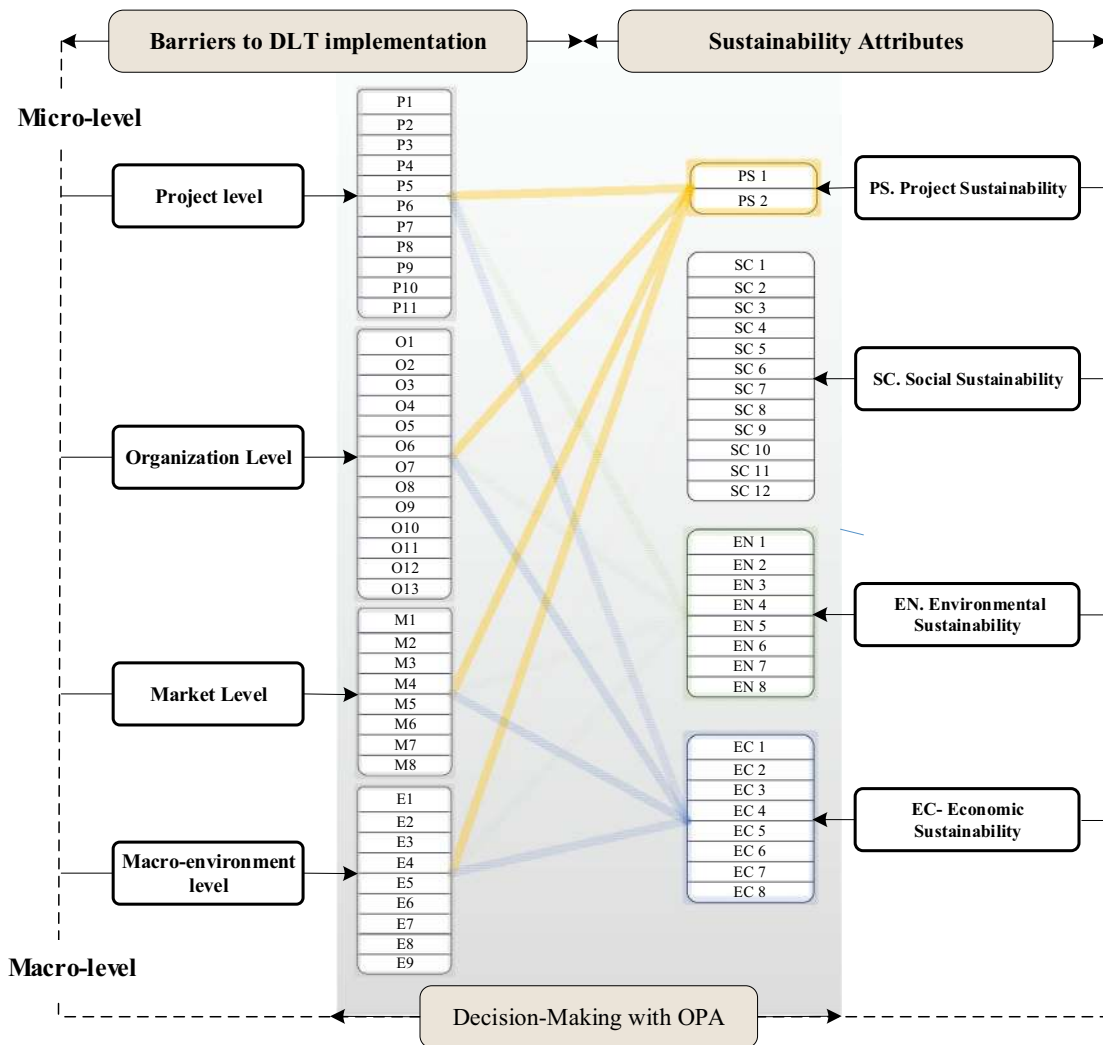 Barriers to DLT implementation
Sustainability Attributes
Micro-level
Project level
P1
P2
P3
P4
P5
P6
P7
P8
P9
P10
P11
Organization Level
O1
O2
O3
O4
O5
O6
O7
O8
O9
O10
O11
O12
O13
Market Level
M1
M2
M3
M4
M5
M6
M7
M8
Macro-environment
level
E1
E2
E3
E4
E5
E6
E7
E8
E9
Macro-level
PS 1
PS 2
PS. Project Sustainability
SC 1
SC 2
SC 3
SC 4
SC 5
SC 6
SC 7
SC 8
SC 9
SC 10
SC 11
SC 12
SC. Social Sustainability
EN 1
EN 2
EN 3
EN 4
EN 5
EN 6
EN 7
EN 8
EN. Environmental
Sustainability
EC 1
EC 2
EC 3
EC 4
EC 5
EC 6
EC 7
EC 8
EC- Economic
Sustainability
Decision-Making with OPA